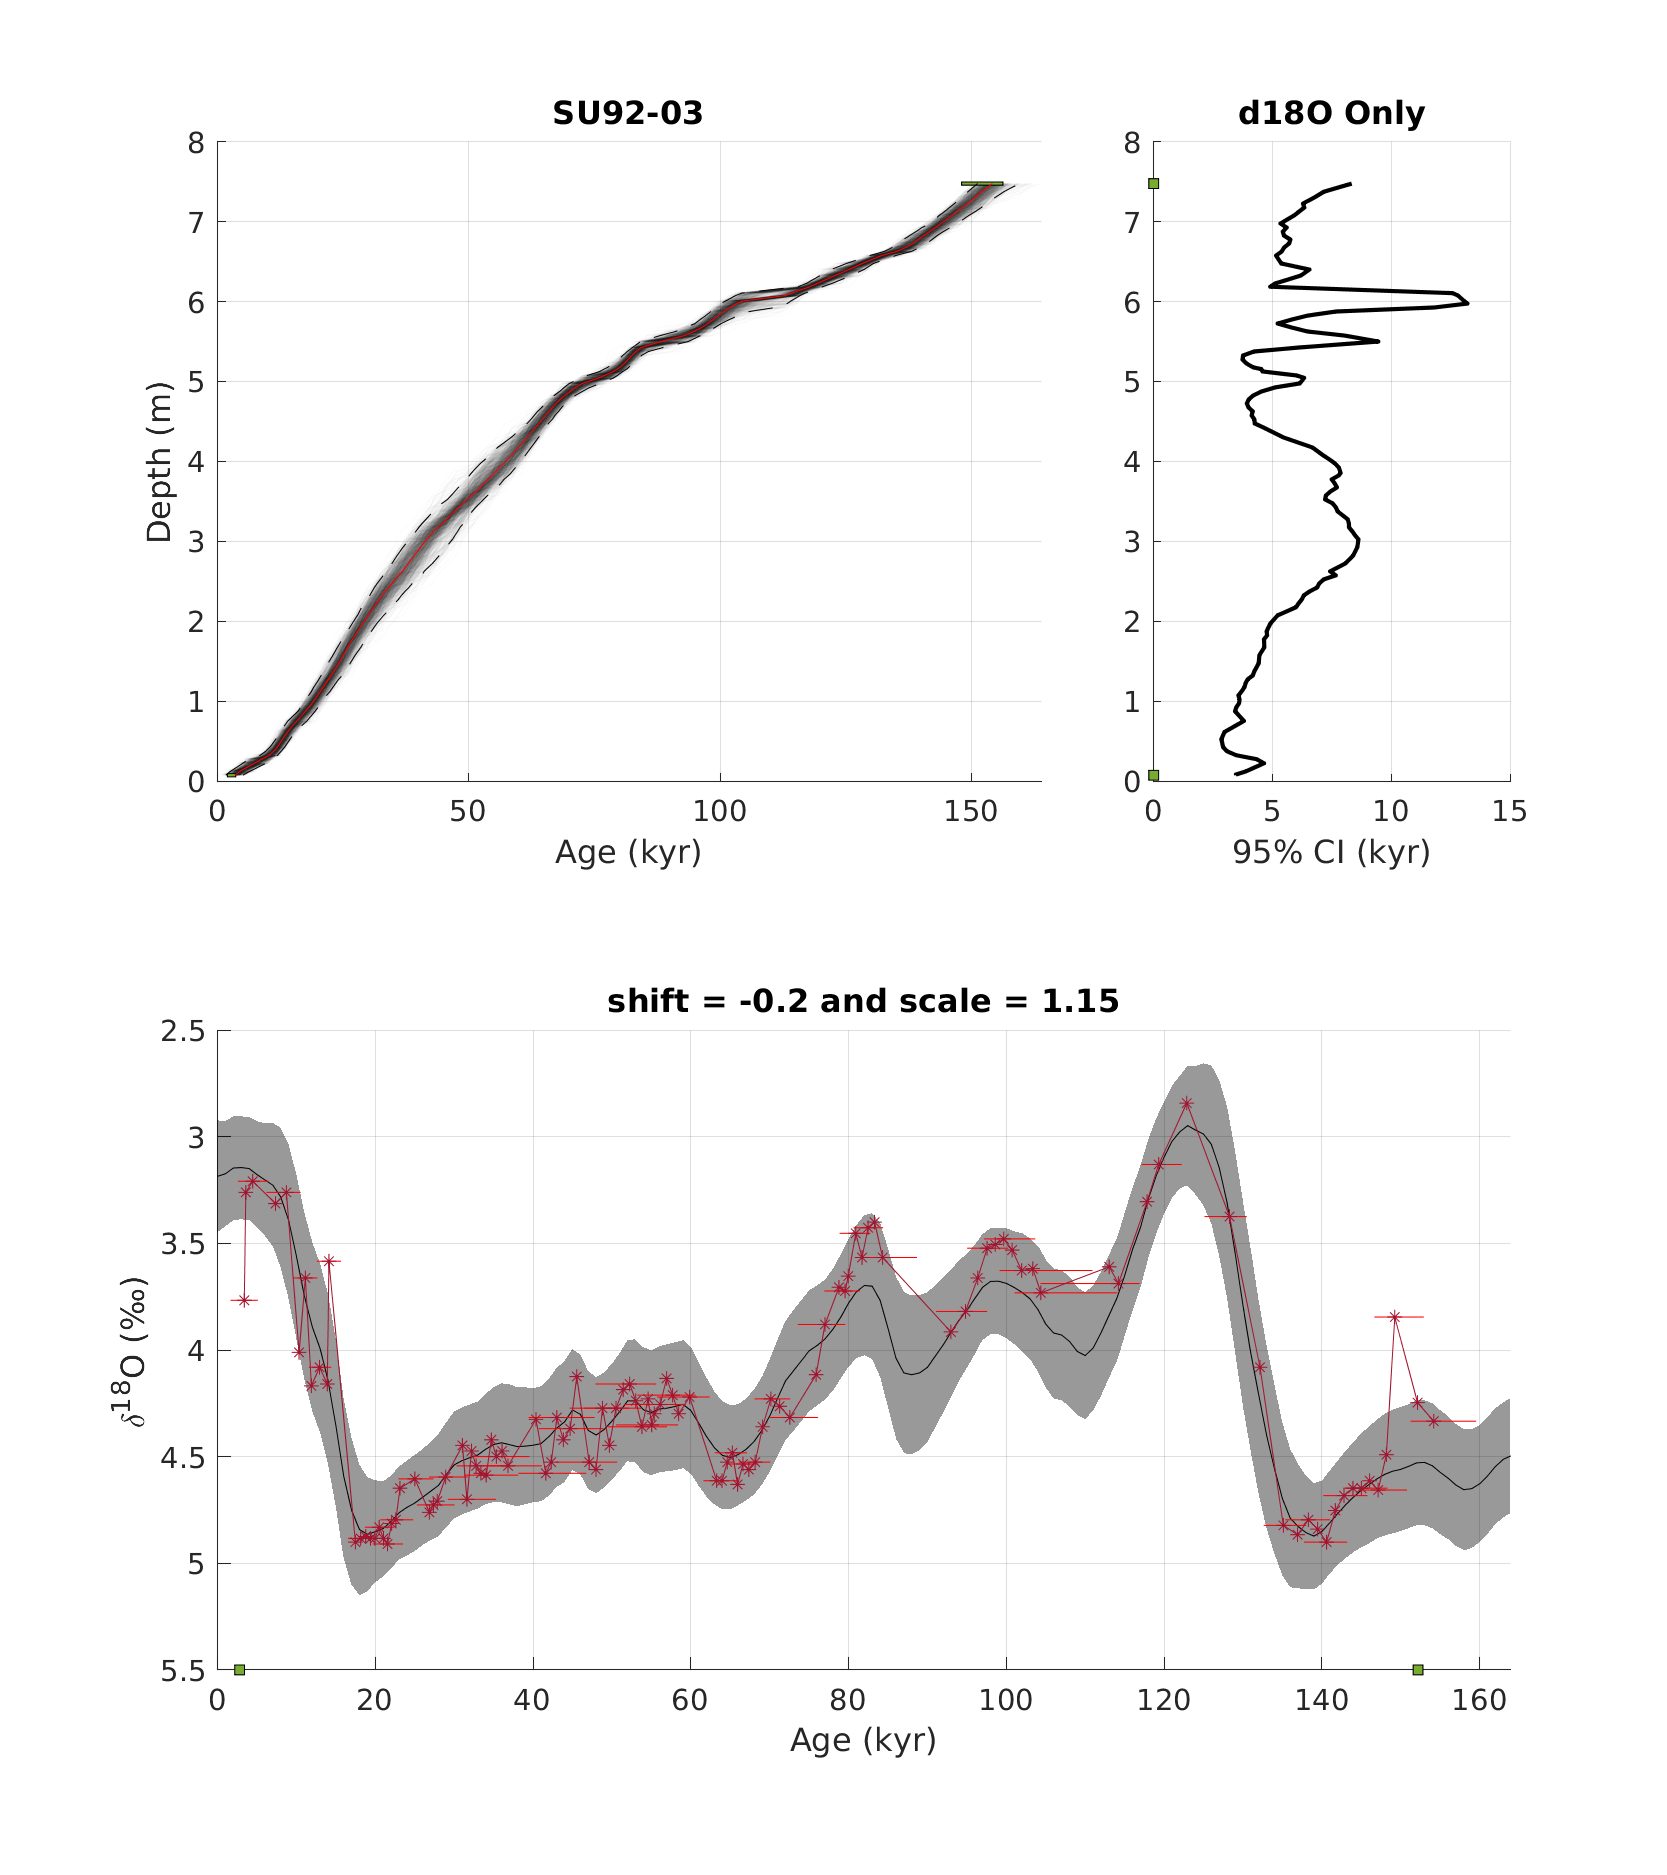 SU92-03
8
7
6
5
4
3
2
1
0
Depth (m)
0 50 100 150
Age (kyr)
d18O Only
8
7
6
5
4
3
2
1
0
0 5 10 15
95% CI (kyr)
shift = -0.2 and scale = 1.15
2.5
3
3.5
4
4.5
5
5.5
δ¹⁸O (‰)
0 20 40 60 80 100 120 140 160
Age (kyr)